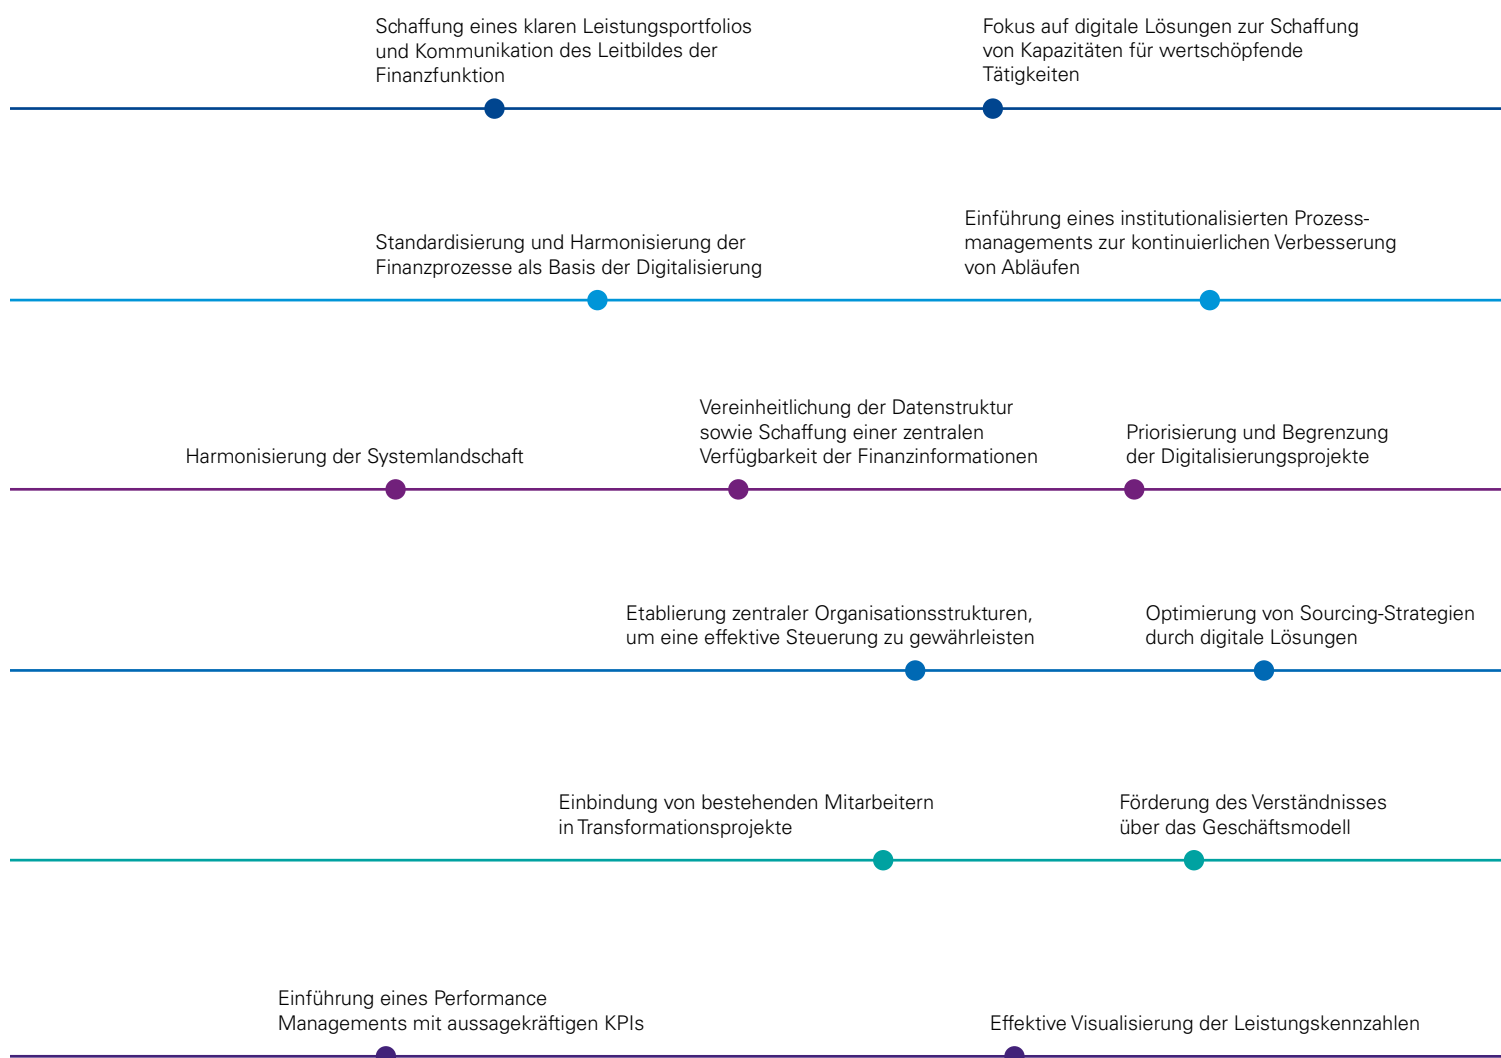 Schaffung eines klaren Leistungsportfolios
und Kommunikation des Leitbildes der
Finanzfunktion
Fokus auf digitale Lösungen zur Schaffung
von Kapazitäten für wertschöpfende
Tätigkeiten
Standardisierung und Harmonisierung der
Finanzprozesse als Basis der Digitalisierung
Einführung eines institutionalisierten Prozess-
managements zur kontinuierlichen Verbesserung
von Abläufen
Harmonisierung der Systemlandschaft
Vereinheitlichung der Datenstruktur
sowie Schaffung einer zentralen
Verfügbarkeit der Finanzinformationen
Priorisierung und Begrenzung
der Digitalisierungsprojekte
Etablierung zentraler Organisationsstrukturen,
um eine effektive Steuerung zu gewährleisten
Optimierung von Sourcing-Strategien
durch digitale Lösungen
Einbindung von bestehenden Mitarbeitern
in Transformationsprojekte
Förderung des Verständnisses
über das Geschäftsmodell
Einführung eines Performance
Managements mit aussagekräftigen KPIs
Effektive Visualisierung der Leistungskennzahlen